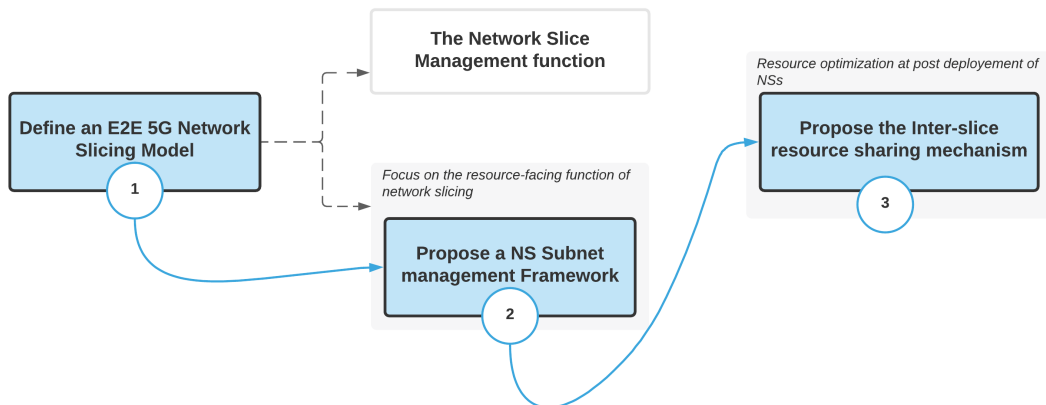 The Network Slice
Management function
Resource optimization at post deployement of
NSs
Define an E2E 5G Network
Slicing Model
1
Propose the Inter-slice
resource sharing mechanism
3
Focus on the resource-facing function of
network slicing
Propose a NS Subnet
management Framework
2